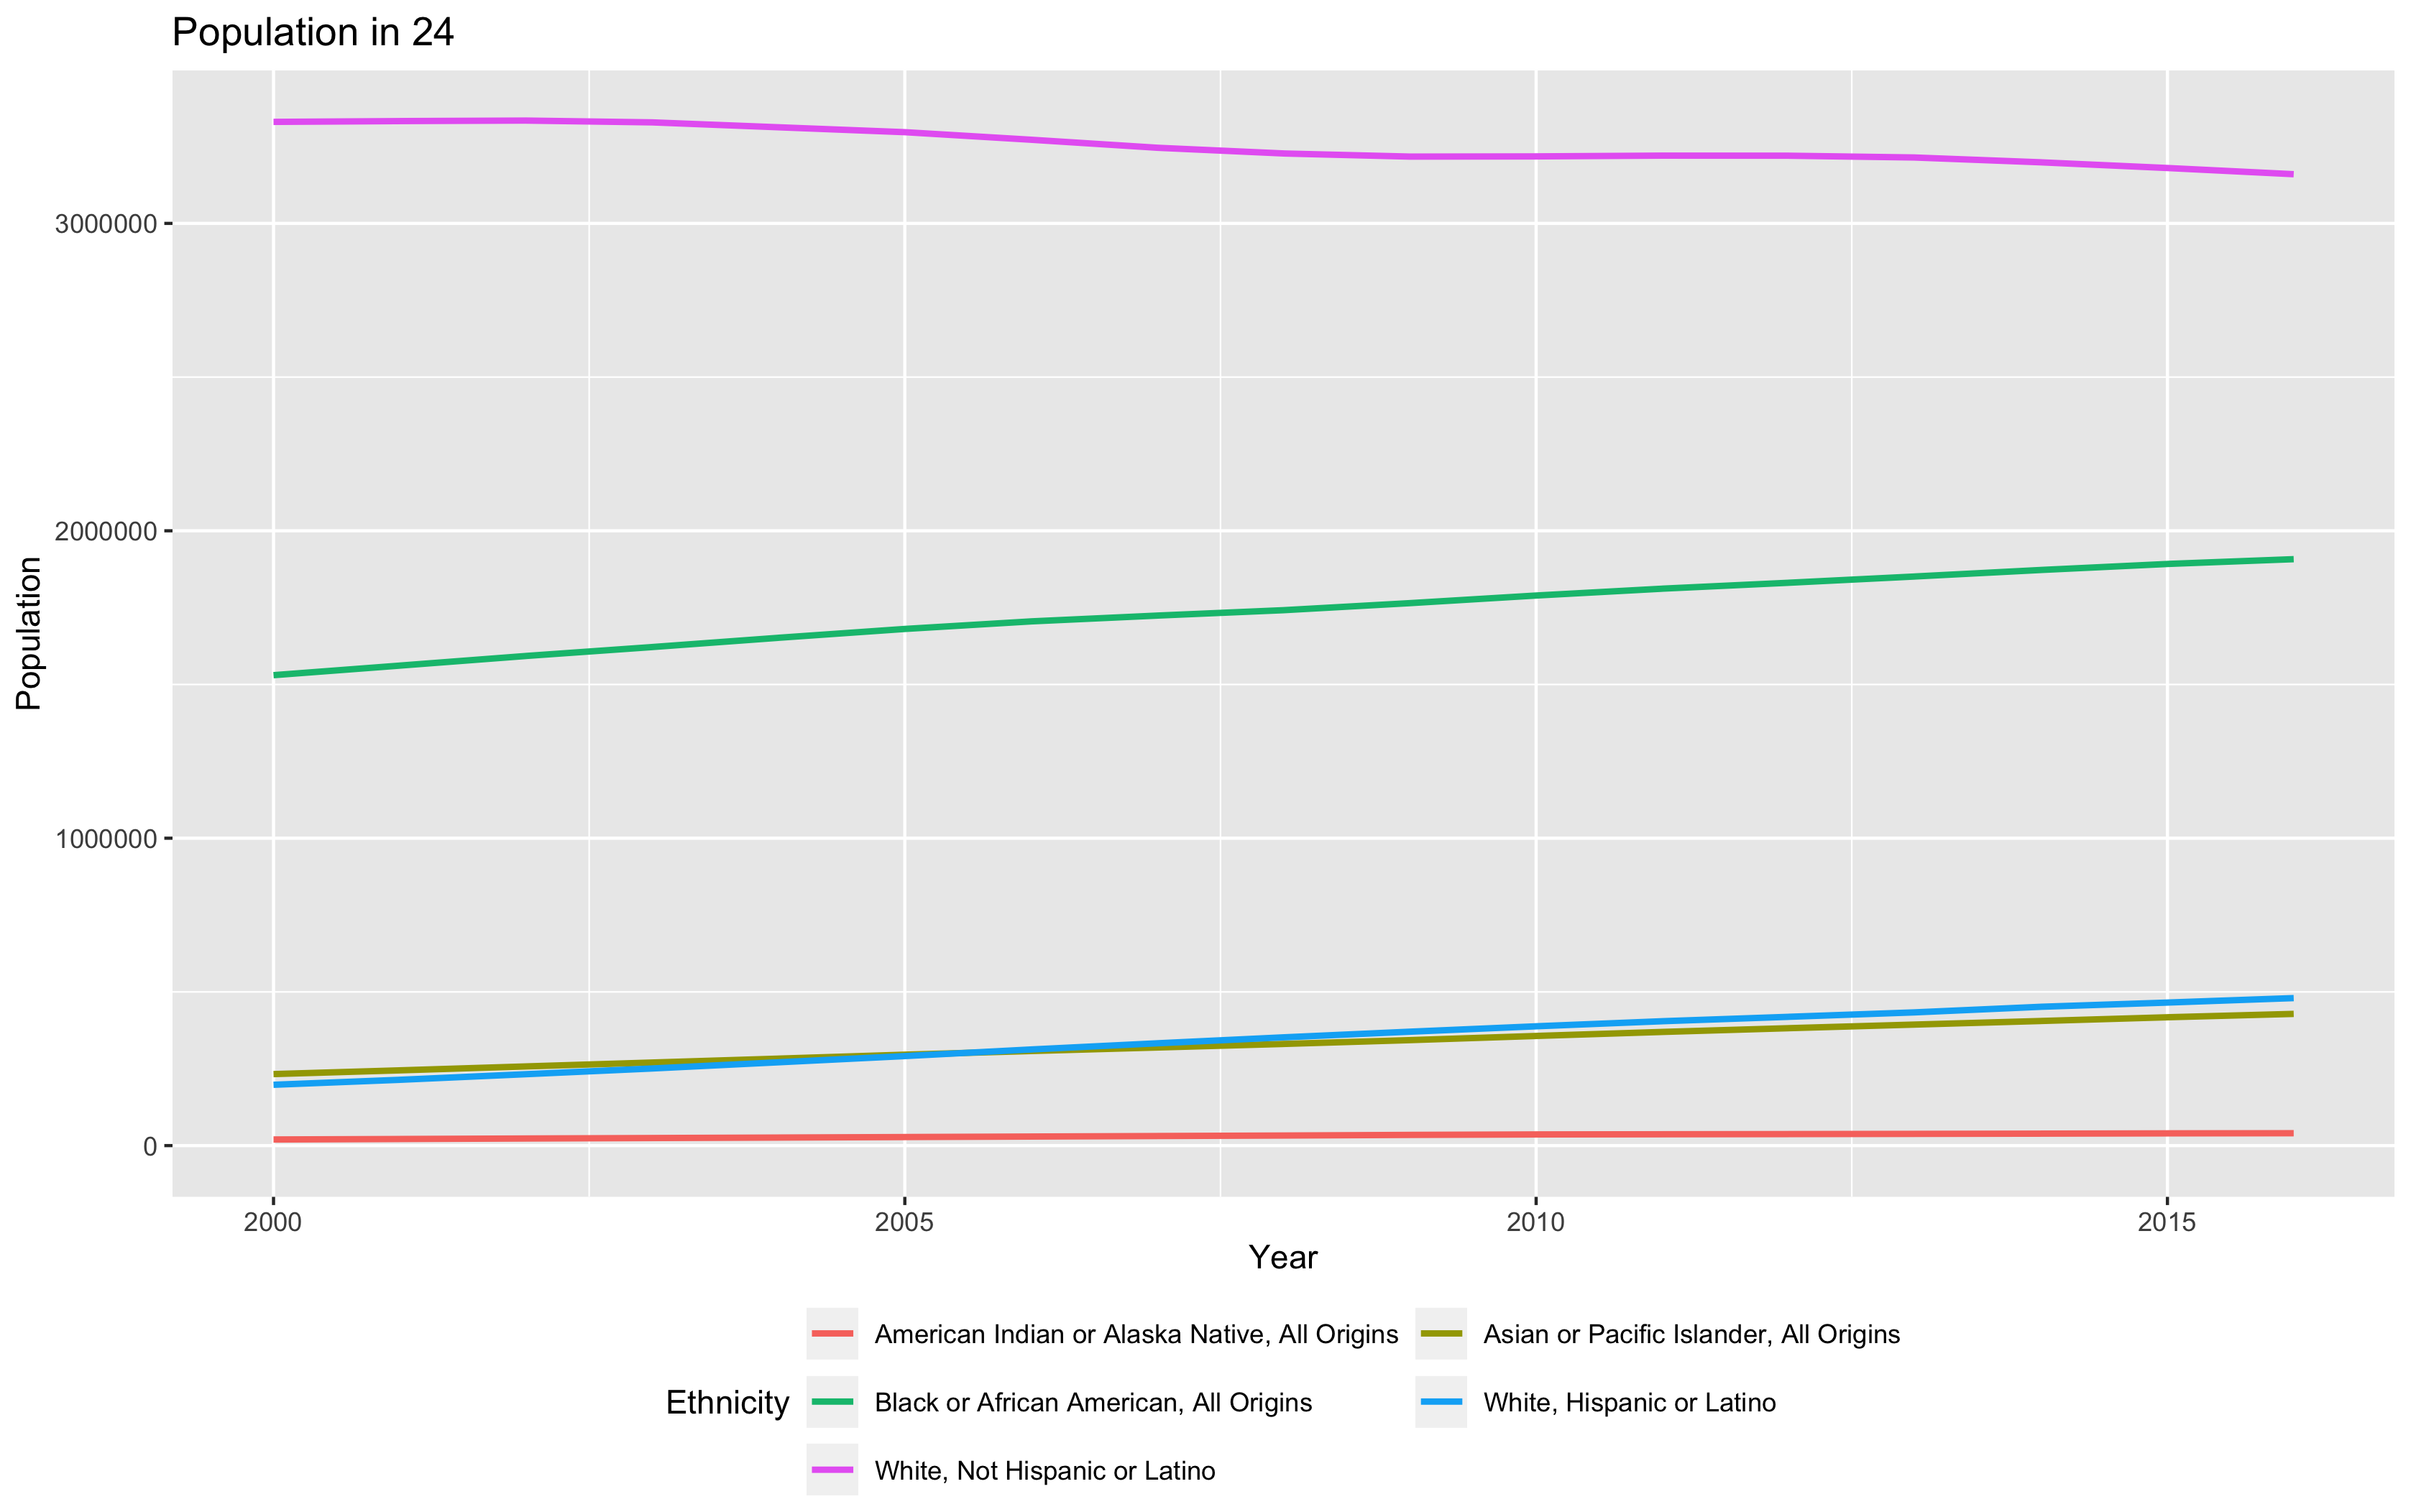 Population in 24
3000000
2000000
1000000
0
Population
2000 2005 2010 2015
Year
Ethnicity
American Indian or Alaska Native, All Origins
Asian or Pacific Islander, All Origins
Black or African American, All Origins
White, Hispanic or Latino
White, Not Hispanic or Latino